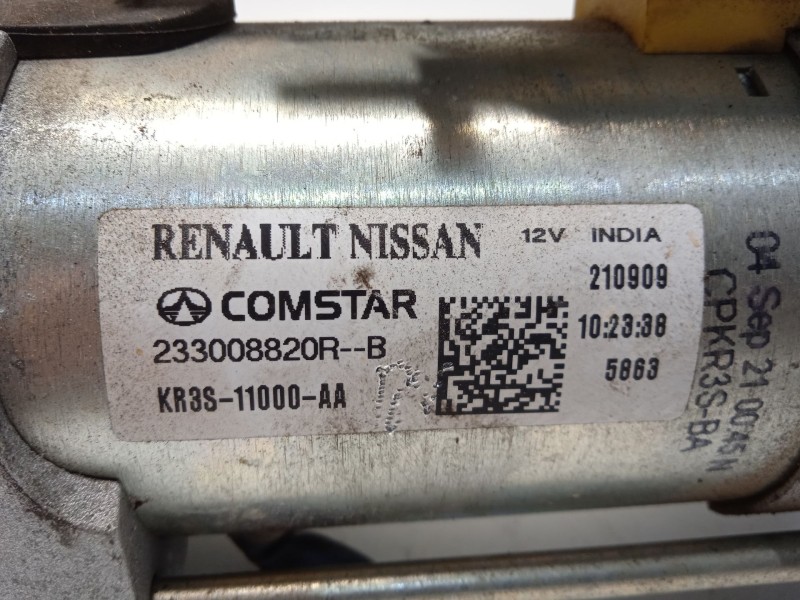 RENAULT NISSAN 12V INDIA
COMSTAR
233008820R--B
KR3S-11000-AA
210909
10:23:38
5863
04 Sep 21 00:45 N
CPKR3S-BA